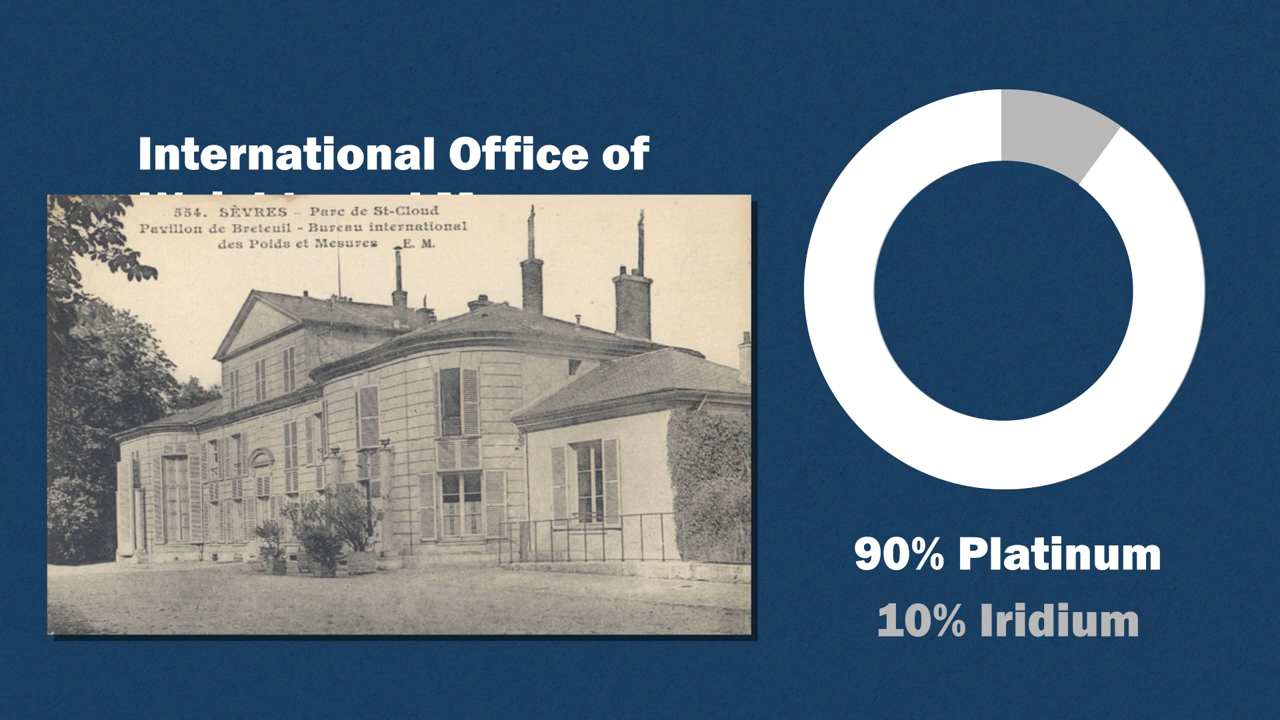 International Office of
554. SÈVRES – Parc de St-Cloud
Pavillon de Breteuil - Bureau international
des Poids et Mesures E. M.
90% Platinum
10% Iridium